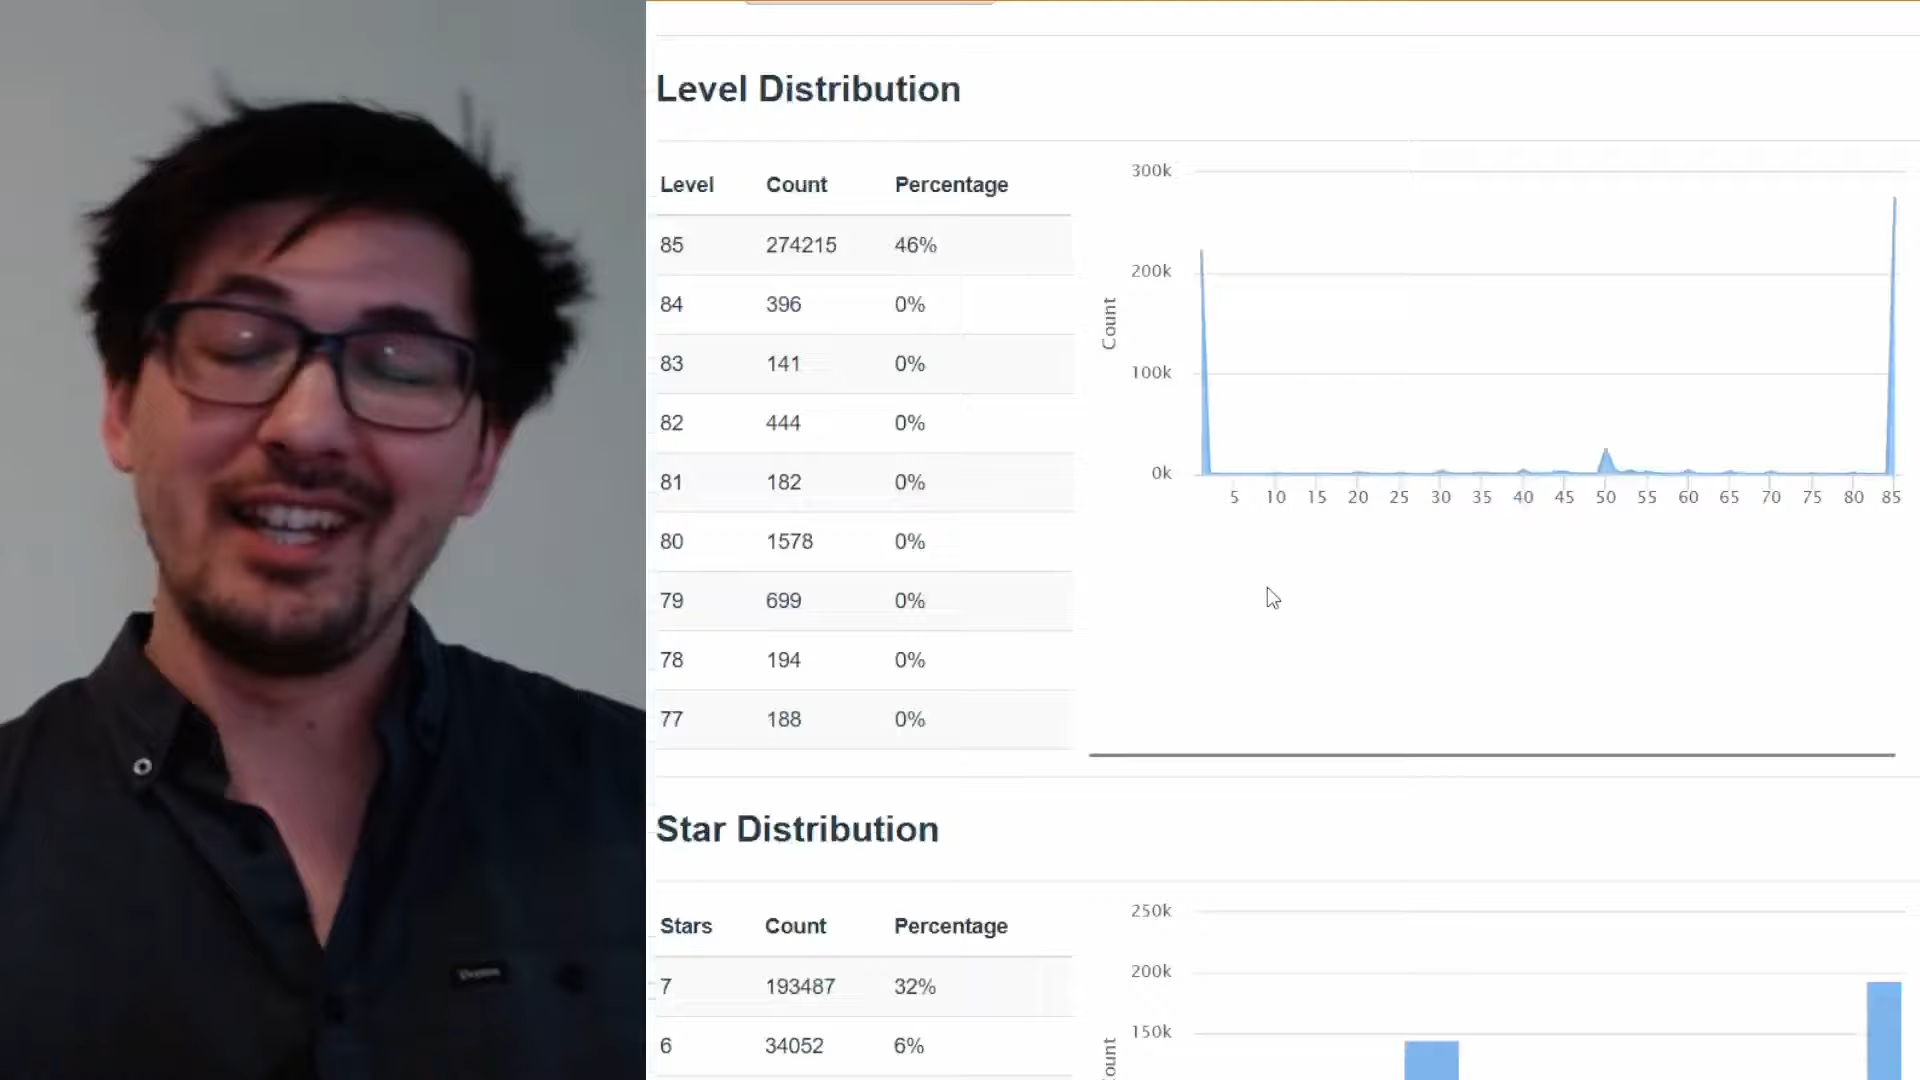 Level Distribution
Level Count Percentage
85 274215 46%
84 396 0%
83 141 0%
82 444 0%
81 182 0%
80 1578 0%
79 699 0%
78 194 0%
77 188 0%
300k
200k
100k
0k
Count
5 10 15 20 25 30 35 40 45 50 55 60 65 70 75 80 85
Star Distribution
Stars Count Percentage
7 193487 32%
6 34052 6%
250k
200k
150k